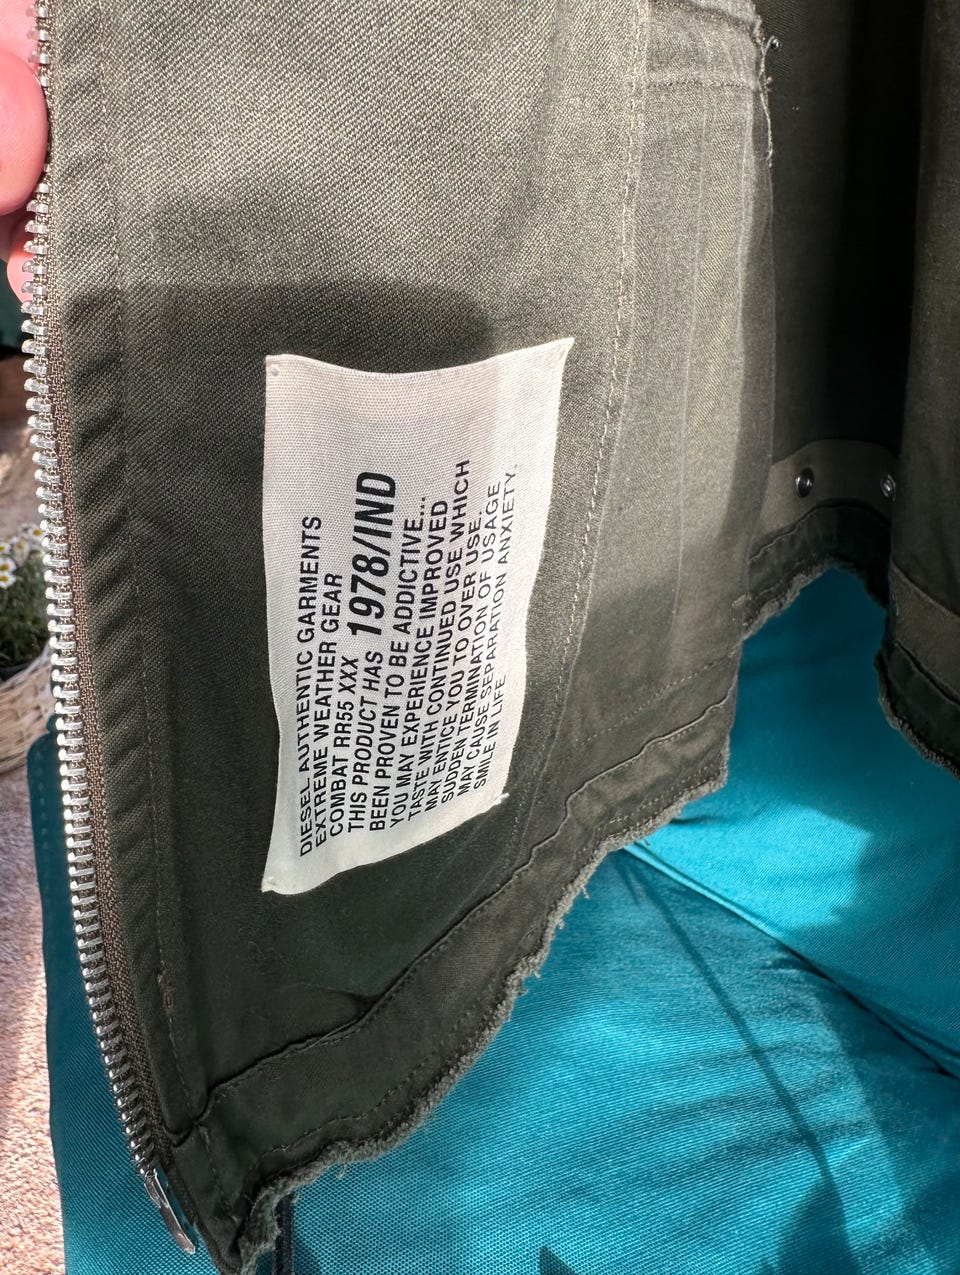 DIESEL AUTHENTIC GARMENTS
EXTREME WEATHER GEAR
COMBAT RR55 XXX 1978/IND
THIS PRODUCT HAS
BEEN PROVEN TO BE ADDICTIVE...
YOU MAY EXPERIENCE IMPROVED
TASTE WITH CONTINUED USE WHICH
MAY ENTICE YOU TO OVER USE.
SUDDEN TERMINATION OF USAGE
MAY CAUSE SEPARATION ANXIETY.
SMILE IN LIFE